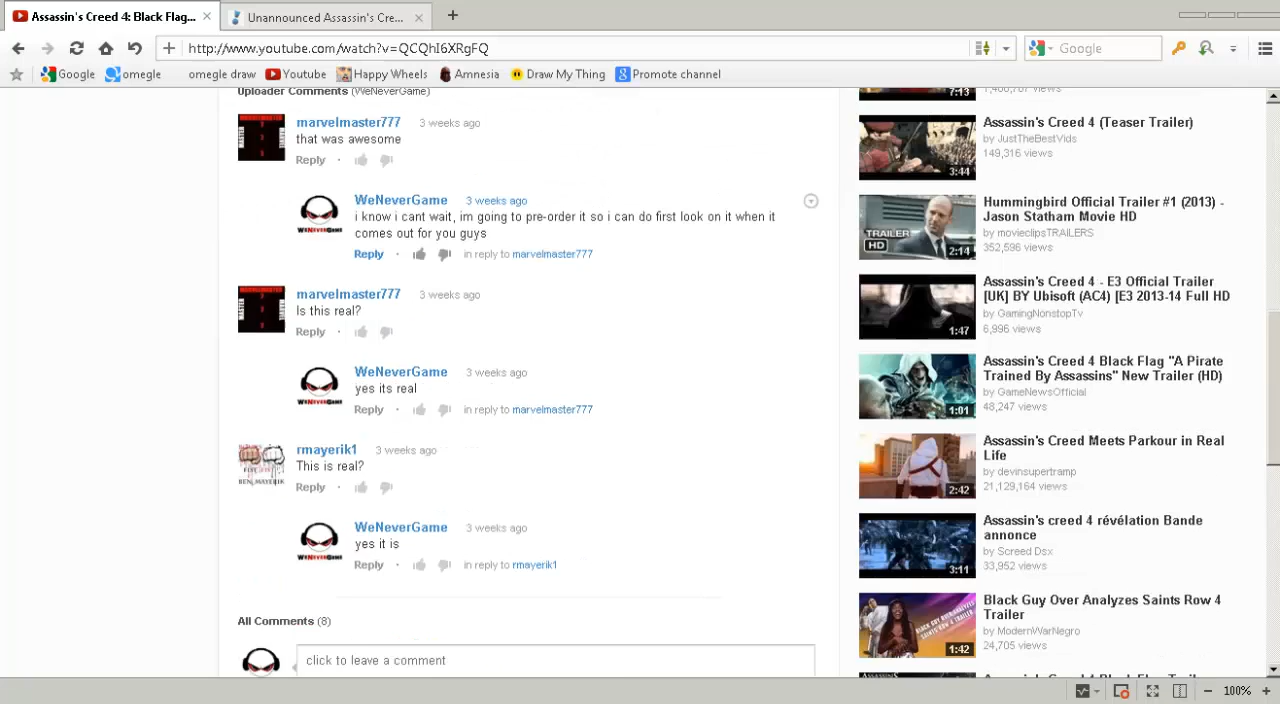 Assassin's Creed 4: Black Flag...
Unannounced Assassin's Cre...
http://www.youtube.com/watch?v=QCQhI6XRgFQ
Google
Google
omegle
omegle draw
Youtube
Happy Wheels
Amnesia
Draw My Thing
Promote channel
Uploader Comments (WeNeverGame)
marvelmaster777 3 weeks ago
that was awesome
Reply
WeNeverGame 3 weeks ago
i know i cant wait, im going to pre-order it so i can do first look on it when it
comes out for you guys
Reply in reply to marvelmaster777
marvelmaster777 3 weeks ago
Is this real?
Reply
WeNeverGame 3 weeks ago
yes its real
Reply in reply to marvelmaster777
rmayerik1 3 weeks ago
This is real?
Reply
WeNeverGame 3 weeks ago
yes it is
Reply in reply to rmayerik1
All Comments (8)
click to leave a comment
7:13
Assassin's Creed 4 (Teaser Trailer)
by JustTheBestVids
149,316 views
3:44
Hummingbird Official Trailer #1 (2013) -
Jason Statham Movie HD
by movieclipsTRAILERS
352,596 views
TRAILER
HD
2:14
Assassin's Creed 4 - E3 Official Trailer
[UK] BY Ubisoft (AC4) [E3 2013-14 Full HD
by GamingNonstopTv
6,996 views
1:47
Assassin's Creed 4 Black Flag "A Pirate
Trained By Assassins" New Trailer (HD)
by GameNewsOfficial
48,247 views
1:01
Assassin's Creed Meets Parkour in Real
Life
by devinsupertramp
21,129,164 views
2:42
Assassin's creed 4 révélation Bande
annonce
by Screed Dsx
33,952 views
3:11
Black Guy Over Analyzes Saints Row 4
Trailer
by ModernWarNegro
24,705 views
1:42
100%